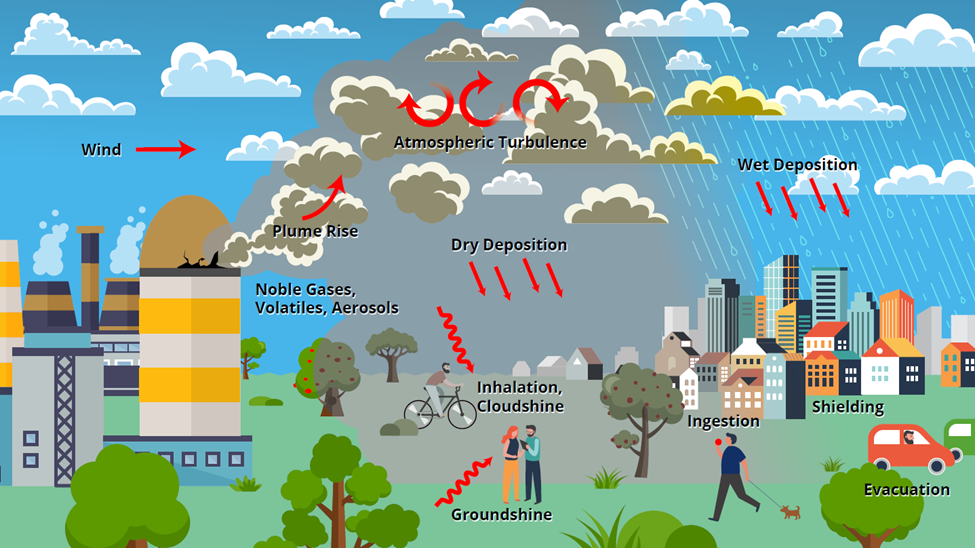 Wind
Atmospheric Turbulence
Wet Deposition
Plume Rise
Dry Deposition
Noble Gases,
Volatiles, Aerosols
Inhalation,
Cloudshine
Shielding
Ingestion
Evacuation
Groundshine